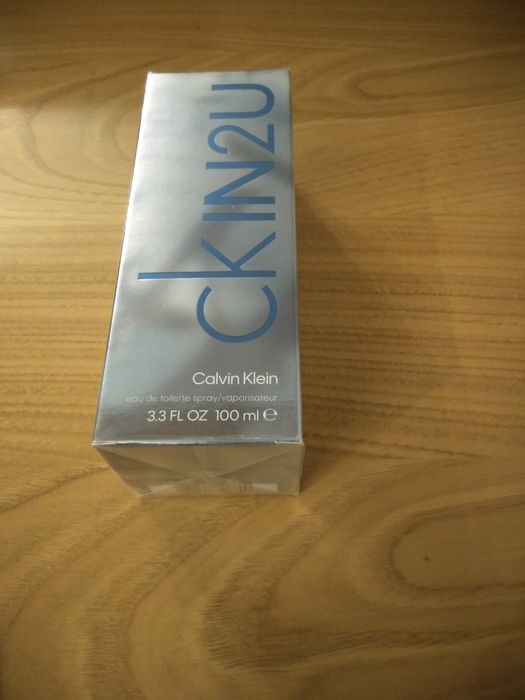 ckIN2U
Calvin Klein
eau de toilette spray/vaporisateur
3.3 FL OZ 100 ml ℮